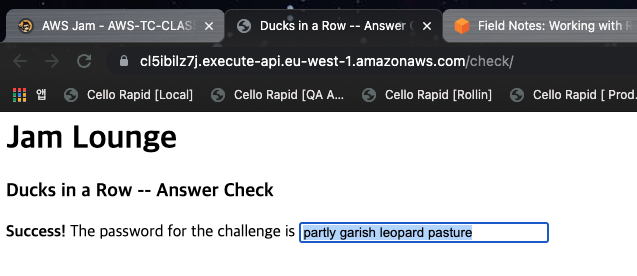 AWS Jam - AWS-TC-CLAS
Ducks in a Row -- Answer C
Field Notes: Working with R
cl5ibilz7j.execute-api.eu-west-1.amazonaws.com/check/
앱 Cello Rapid [Local] Cello Rapid [QA A... Cello Rapid [Rollin] Cello Rapid [ Prod.
Jam Lounge
Ducks in a Row -- Answer Check
Success! The password for the challenge is partly garish leopard pasture